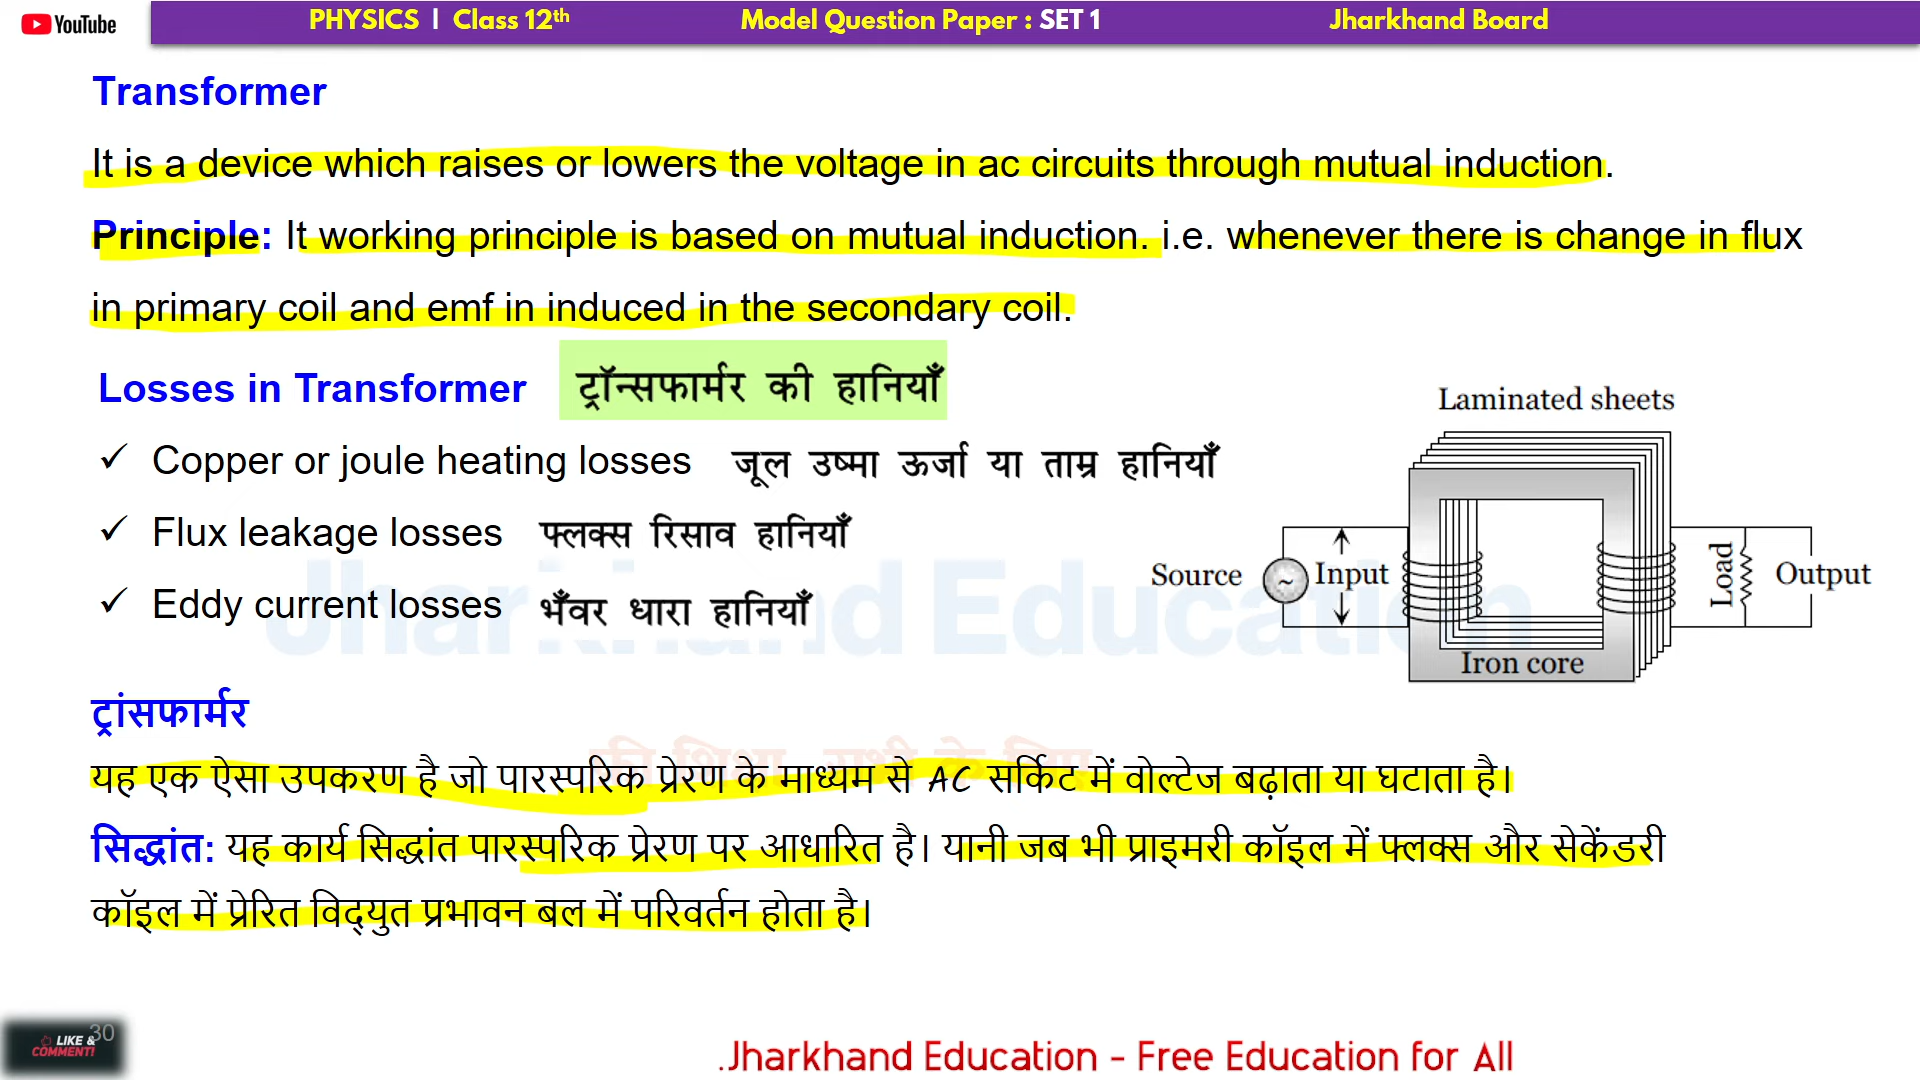 YouTube
PHYSICS | Class 12th Model Question Paper : SET 1 Jharkhand Board
Transformer
It is a device which raises or lowers the voltage in ac circuits through mutual induction.
Principle: It working principle is based on mutual induction. i.e. whenever there is change in flux
in primary coil and emf in induced in the secondary coil.
Losses in Transformer ट्रॉन्सफार्मर की हानियाँ
✓ Copper or joule heating losses जूल उष्मा ऊर्जा या ताम्र हानियाँ
✓ Flux leakage losses फ्लक्स रिसाव हानियाँ
✓ Eddy current losses भँवर धारा हानियाँ
Laminated sheets
Source ~ Input Load Output
Iron core
Jharkhand Education
की शिक्षा, सभी के लिए
ट्रांसफार्मर
यह एक ऐसा उपकरण है जो पारस्परिक प्रेरण के माध्यम से AC सर्किट में वोल्टेज बढ़ाता या घटाता है।
सिद्धांत: यह कार्य सिद्धांत पारस्परिक प्रेरण पर आधारित है। यानी जब भी प्राइमरी कॉइल में फ्लक्स और सेकेंडरी
कॉइल में प्रेरित विद्युत प्रभावन बल में परिवर्तन होता है।
30
LIKE &
COMMENT!
.Jharkhand Education - Free Education for All